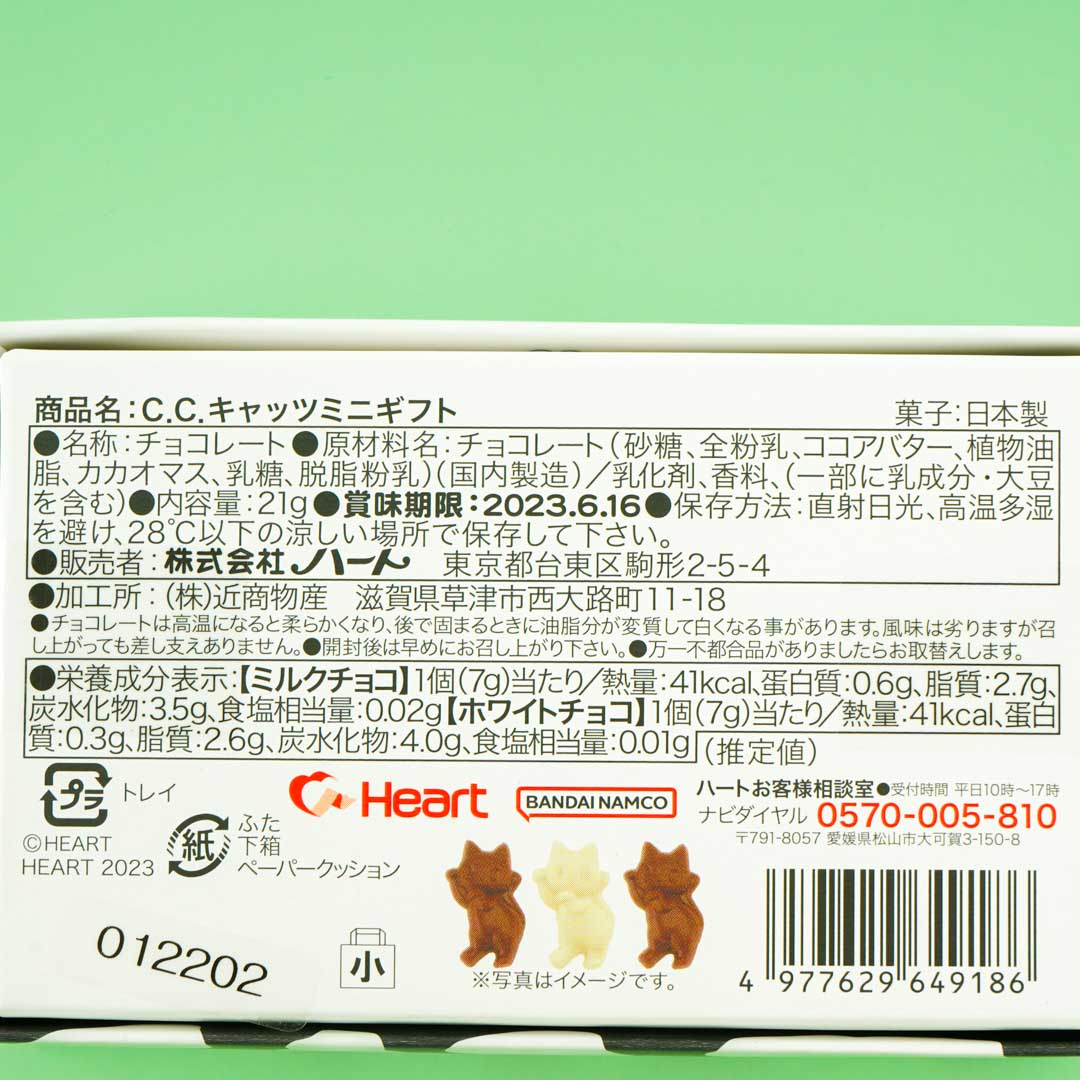 商品名：C.C.キャッツミニギフト
菓子：日本製
●名称：チョコレート●原材料名：チョコレート（砂糖、全粉乳、ココアバター、植物油
脂、カカオマス、乳糖、脱脂粉乳）（国内製造）／乳化剤、香料、（一部に乳成分・大豆
を含む）●内容量：21g●賞味期限：2023.6.16●保存方法：直射日光、高温多湿
を避け、28℃以下の涼しい場所で保存して下さい。
●販売者：株式会社ハート 東京都台東区駒形2-5-4
●加工所：（株）近商物産 滋賀県草津市西大路町11-18
●チョコレートは高温になると柔らかくなり、後で固まるときに油脂分が変質して白くなる事があります。風味は劣りますが召
し上がっても差し支えありません。●開封後は早めにお召し上がり下さい。●万一不都合品がありましたらお取替えします。
●栄養成分表示：【ミルクチョコ】1個(7g)当たり／熱量：41kcal、蛋白質：0.6g、脂質：2.7g、
炭水化物：3.5g、食塩相当量：0.02g【ホワイトチョコ】1個(7g)当たり／熱量：41kcal、蛋白
質：0.3g、脂質：2.6g、炭水化物：4.0g、食塩相当量：0.01g（推定値）
プラ トレイ
Heart
BANDAI NAMCO
ハートお客様相談室●受付時間 平日10時～17時
ナビダイヤル 0570-005-810
〒791-8057 愛媛県松山市大可賀3-150-8
©HEART
HEART 2023
紙
ふた
下箱
ペーパークッション
012202
小
※写真はイメージです。
4 977629 649186